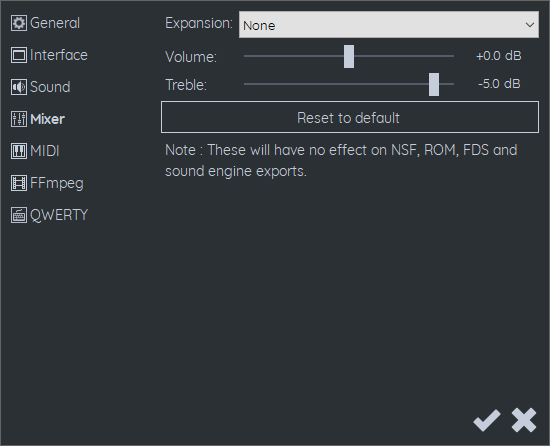 General
Interface
Sound
Mixer
MIDI
FFmpeg
QWERTY
Expansion: None
Volume: +0.0 dB
Treble: -5.0 dB
Reset to default
Note : These will have no effect on NSF, ROM, FDS and
sound engine exports.